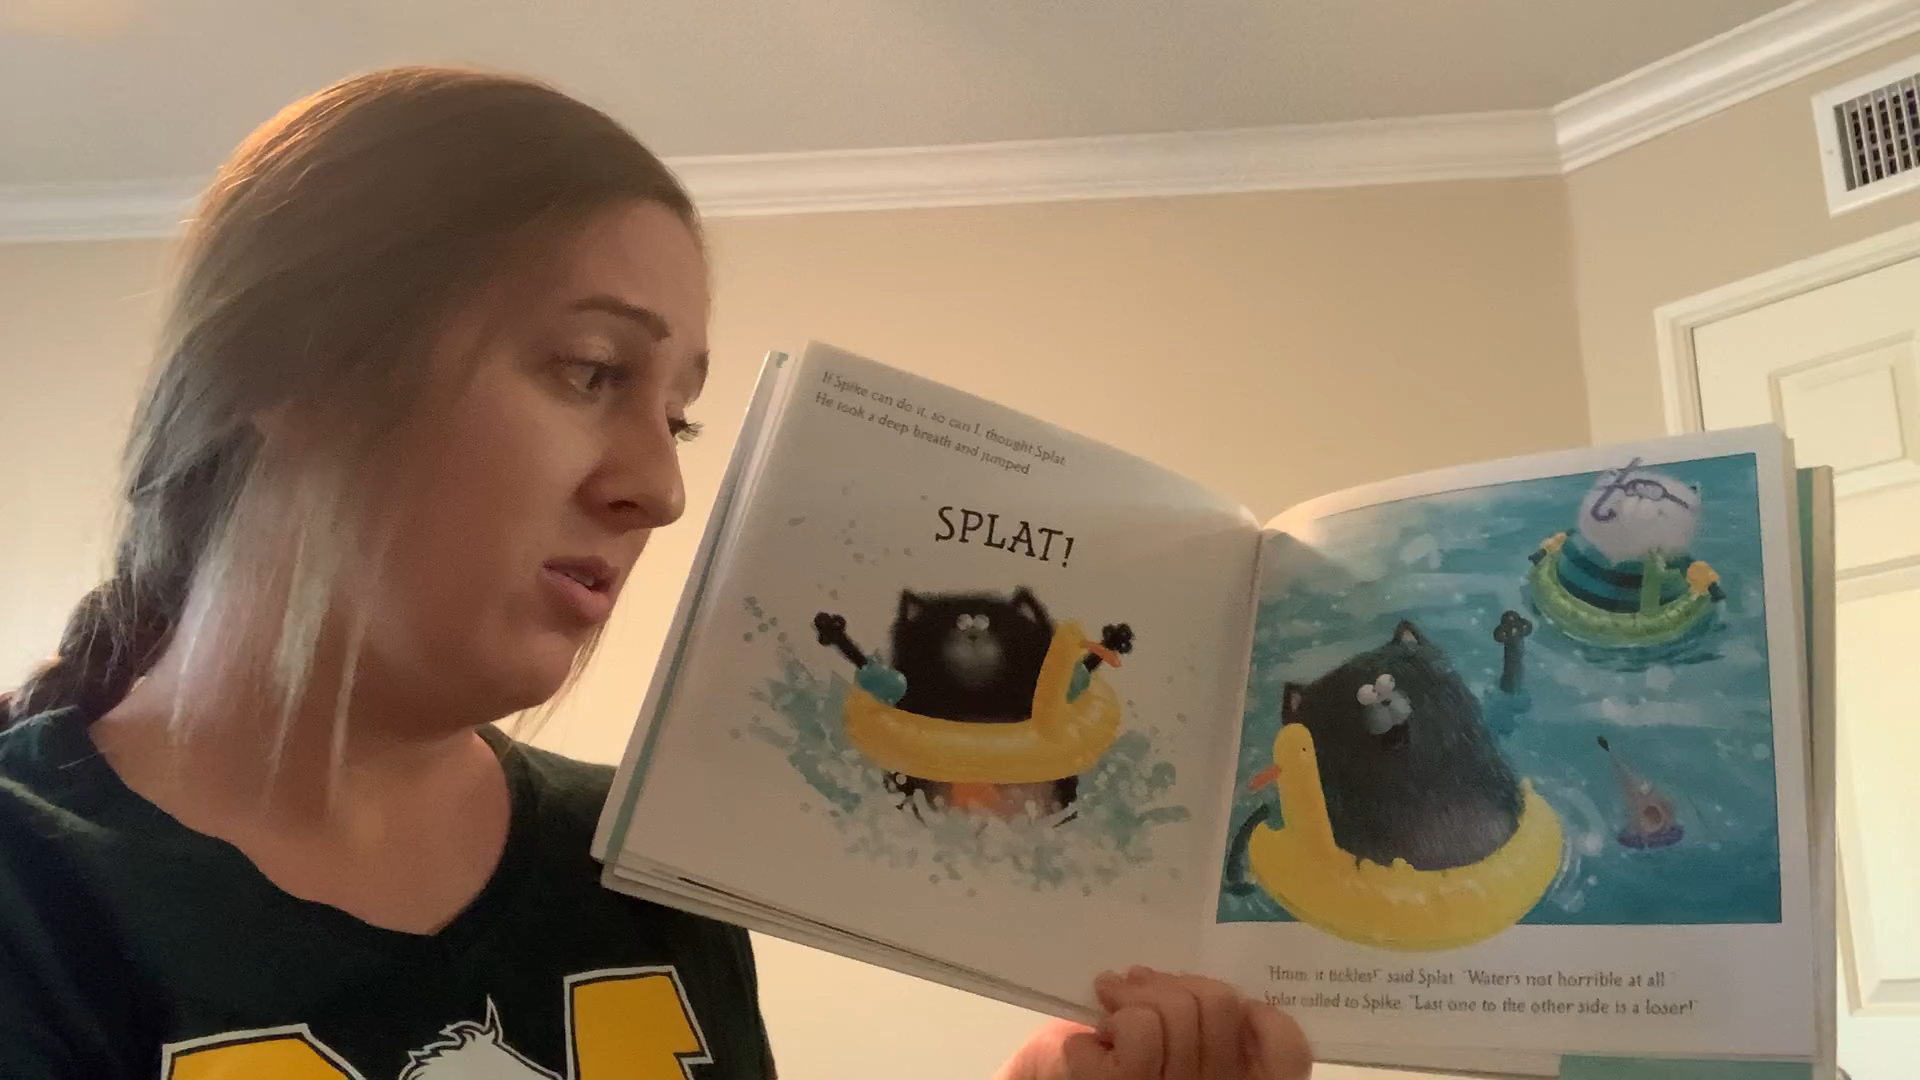 If Spike can do it, so can I, thought Splat.
He took a deep breath and jumped.
SPLAT!
"Hmm, it tickles!" said Splat. "Water's not horrible at all."
Splat called to Spike, "Last one to the other side is a loser!"